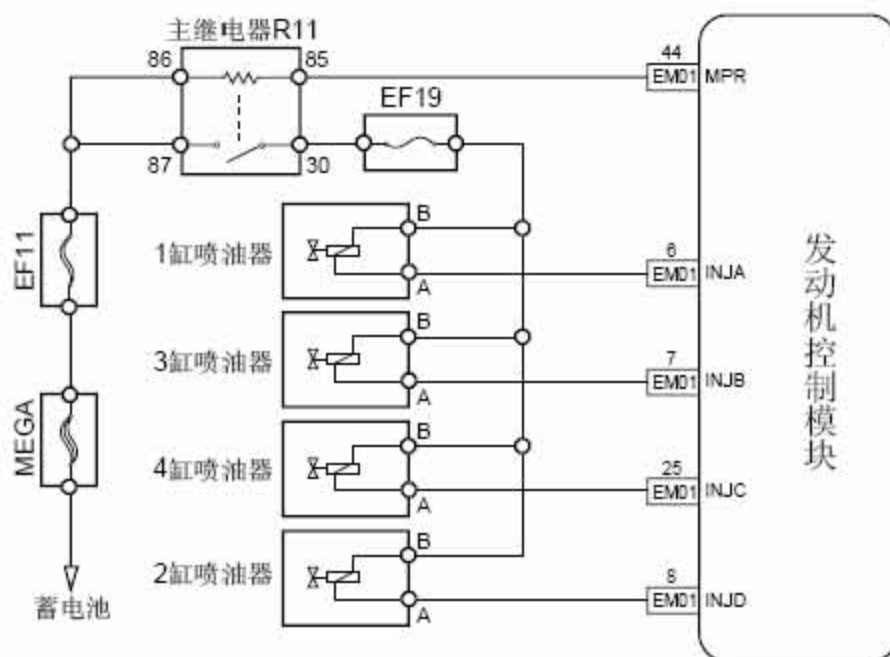 主继电器R11
86
85
87
30
EF19
44
EM01 MPR
EF11
MEGA
蓄电池
1缸喷油器
B
A
6
EM01 INJA
3缸喷油器
B
A
7
EM01 INJB
4缸喷油器
B
A
25
EM01 INJC
2缸喷油器
B
A
8
EM01 INJD
发动机控制模块